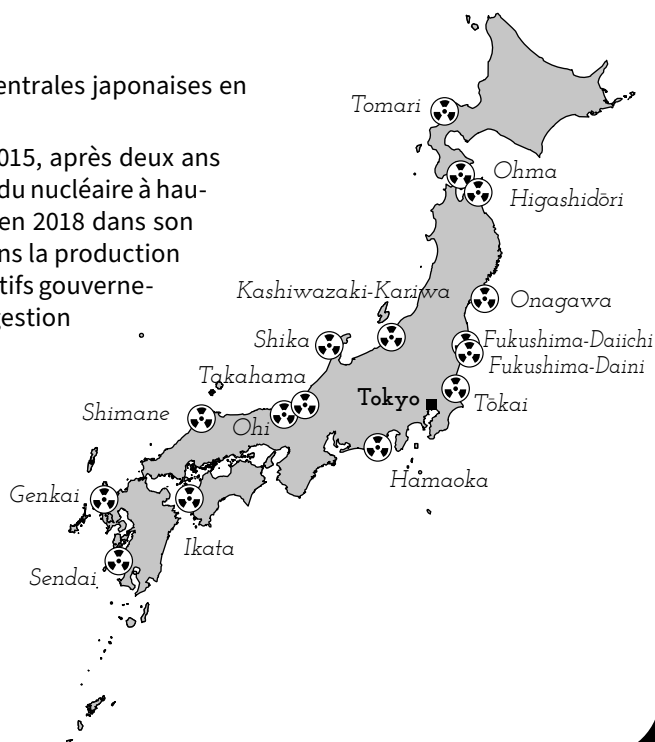 entrales japonaises en
015, après deux ans
du nucléaire à hau-
en 2018 dans son
ns la production
tifs gouverne-
gestion
Tomari
Ohma
Higashidōri
Kashiwazaki-Kariwa
Onagawa
Shika
Fukushima-Daiichi
Fukushima-Daini
Takahama
Tokyo
Tōkai
Shimane
Ohi
Hamaoka
Genkai
Ikata
Sendai